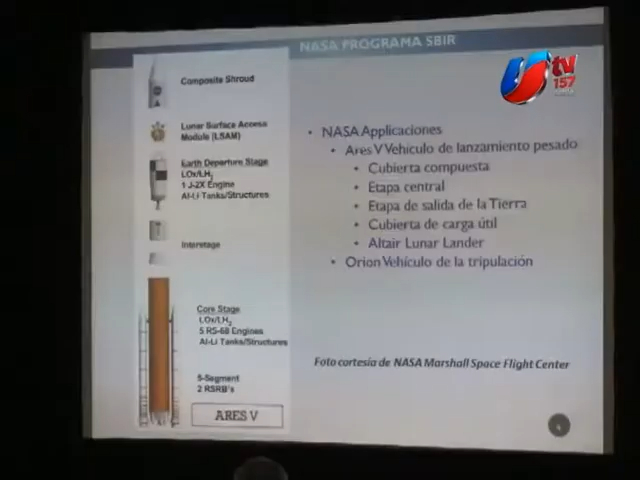 NASA PROGRAMA SBIR
tv
157
Composite Shroud
Lunar Surface Access
Module (LSAM)
Earth Departure Stage
LOx/LH2
1 J-2X Engine
Al-Li Tanks/Structures
Interstage
Core Stage
LOx/LH2
5 RS-68 Engines
Al-Li Tanks/Structures
5-Segment
2 RSRB's
ARES V
• NASA Applicaciones
• Ares V Vehículo de lanzamiento pesado
• Cubierta compuesta
• Etapa central
• Etapa de salida de la Tierra
• Cubierta de carga útil
• Altair Lunar Lander
• Orion Vehículo de la tripulación
Foto cortesía de NASA Marshall Space Flight Center